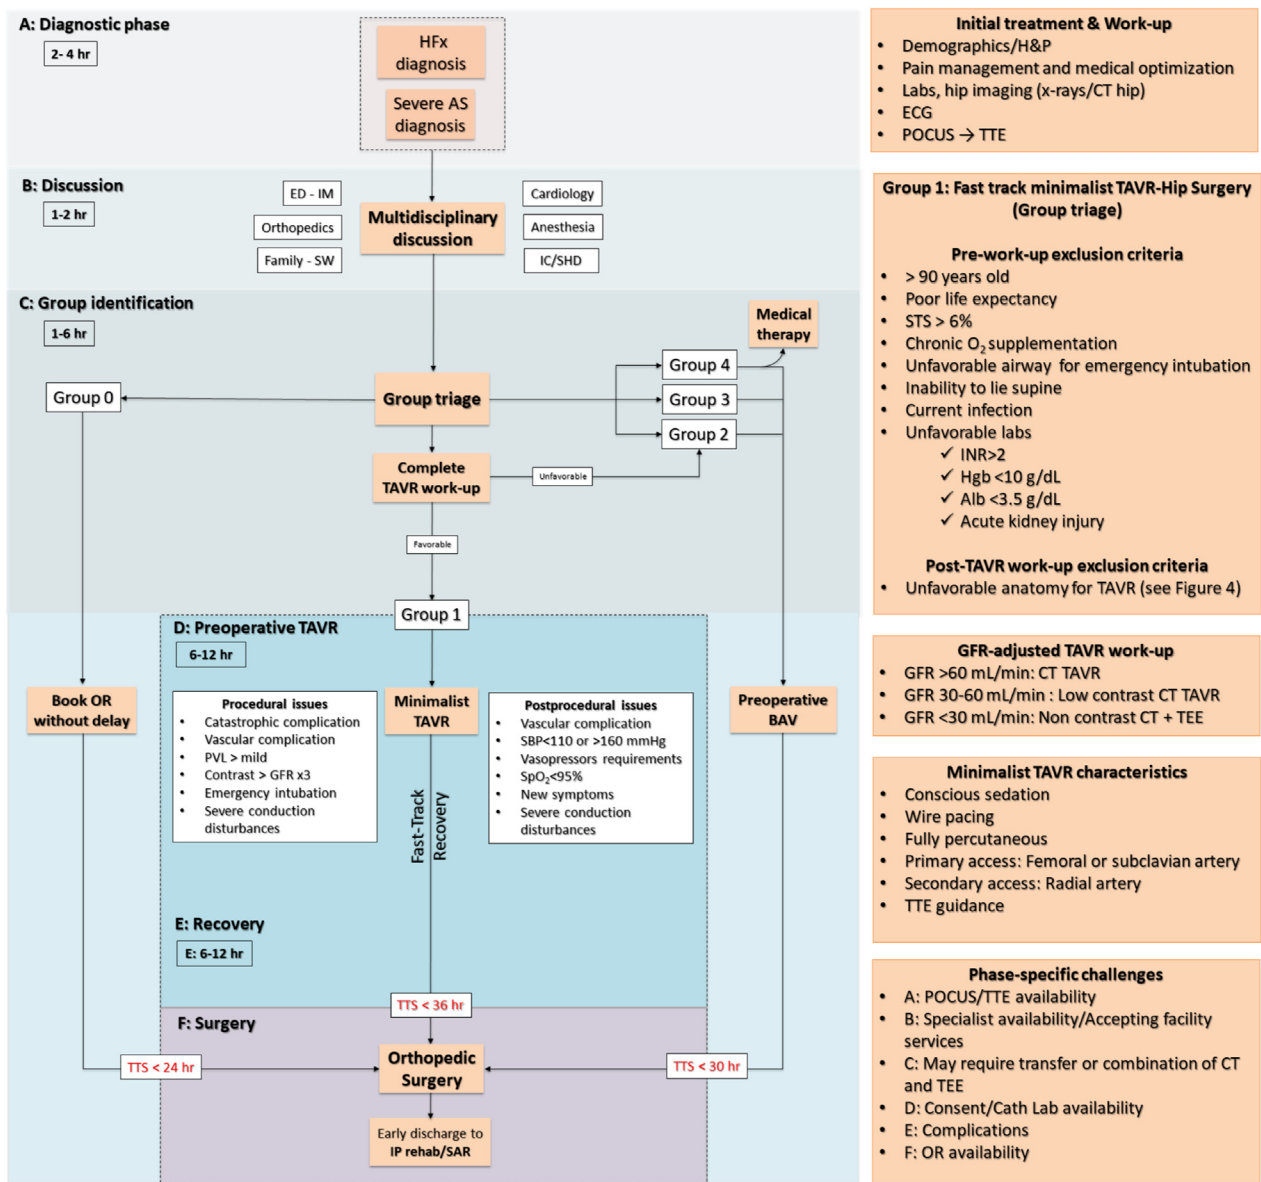 A: Diagnostic phase
2- 4 hr
HFx
diagnosis
Severe AS
diagnosis
B: Discussion
1-2 hr
ED - IM
Orthopedics
Family - SW
Multidisciplinary
discussion
Cardiology
Anesthesia
IC/SHD
C: Group identification
1-6 hr
Medical
therapy
Group 4
Group 3
Group 2
Group 0
Group triage
Complete
TAVR work-up
Unfavorable
Favorable
Group 1
D: Preoperative TAVR
6-12 hr
Book OR
without delay
Procedural issues
• Catastrophic complication
• Vascular complication
• PVL > mild
• Contrast > GFR x3
• Emergency intubation
• Severe conduction
disturbances
Minimalist
TAVR
Postprocedural issues
• Vascular complication
• SBP<110 or >160 mmHg
• Vasopressors requirements
• SpO2<95%
• New symptoms
• Severe conduction
disturbances
Preoperative
BAV
Fast-Track
Recovery
E: Recovery
E: 6-12 hr
TTS < 36 hr
F: Surgery
TTS < 24 hr
Orthopedic
Surgery
TTS < 30 hr
Early discharge to
IP rehab/SAR
Initial treatment & Work-up
• Demographics/H&P
• Pain management and medical optimization
• Labs, hip imaging (x-rays/CT hip)
• ECG
• POCUS → TTE
Group 1: Fast track minimalist TAVR-Hip Surgery
(Group triage)
Pre-work-up exclusion criteria
• > 90 years old
• Poor life expectancy
• STS > 6%
• Chronic O2 supplementation
• Unfavorable airway for emergency intubation
• Inability to lie supine
• Current infection
• Unfavorable labs
✓ INR>2
✓ Hgb <10 g/dL
✓ Alb <3.5 g/dL
✓ Acute kidney injury
Post-TAVR work-up exclusion criteria
• Unfavorable anatomy for TAVR (see Figure 4)
GFR-adjusted TAVR work-up
• GFR >60 mL/min: CT TAVR
• GFR 30-60 mL/min : Low contrast CT TAVR
• GFR <30 mL/min: Non contrast CT + TEE
Minimalist TAVR characteristics
• Conscious sedation
• Wire pacing
• Fully percutaneous
• Primary access: Femoral or subclavian artery
• Secondary access: Radial artery
• TTE guidance
Phase-specific challenges
• A: POCUS/TTE availability
• B: Specialist availability/Accepting facility
services
• C: May require transfer or combination of CT
and TEE
• D: Consent/Cath Lab availability
• E: Complications
• F: OR availability